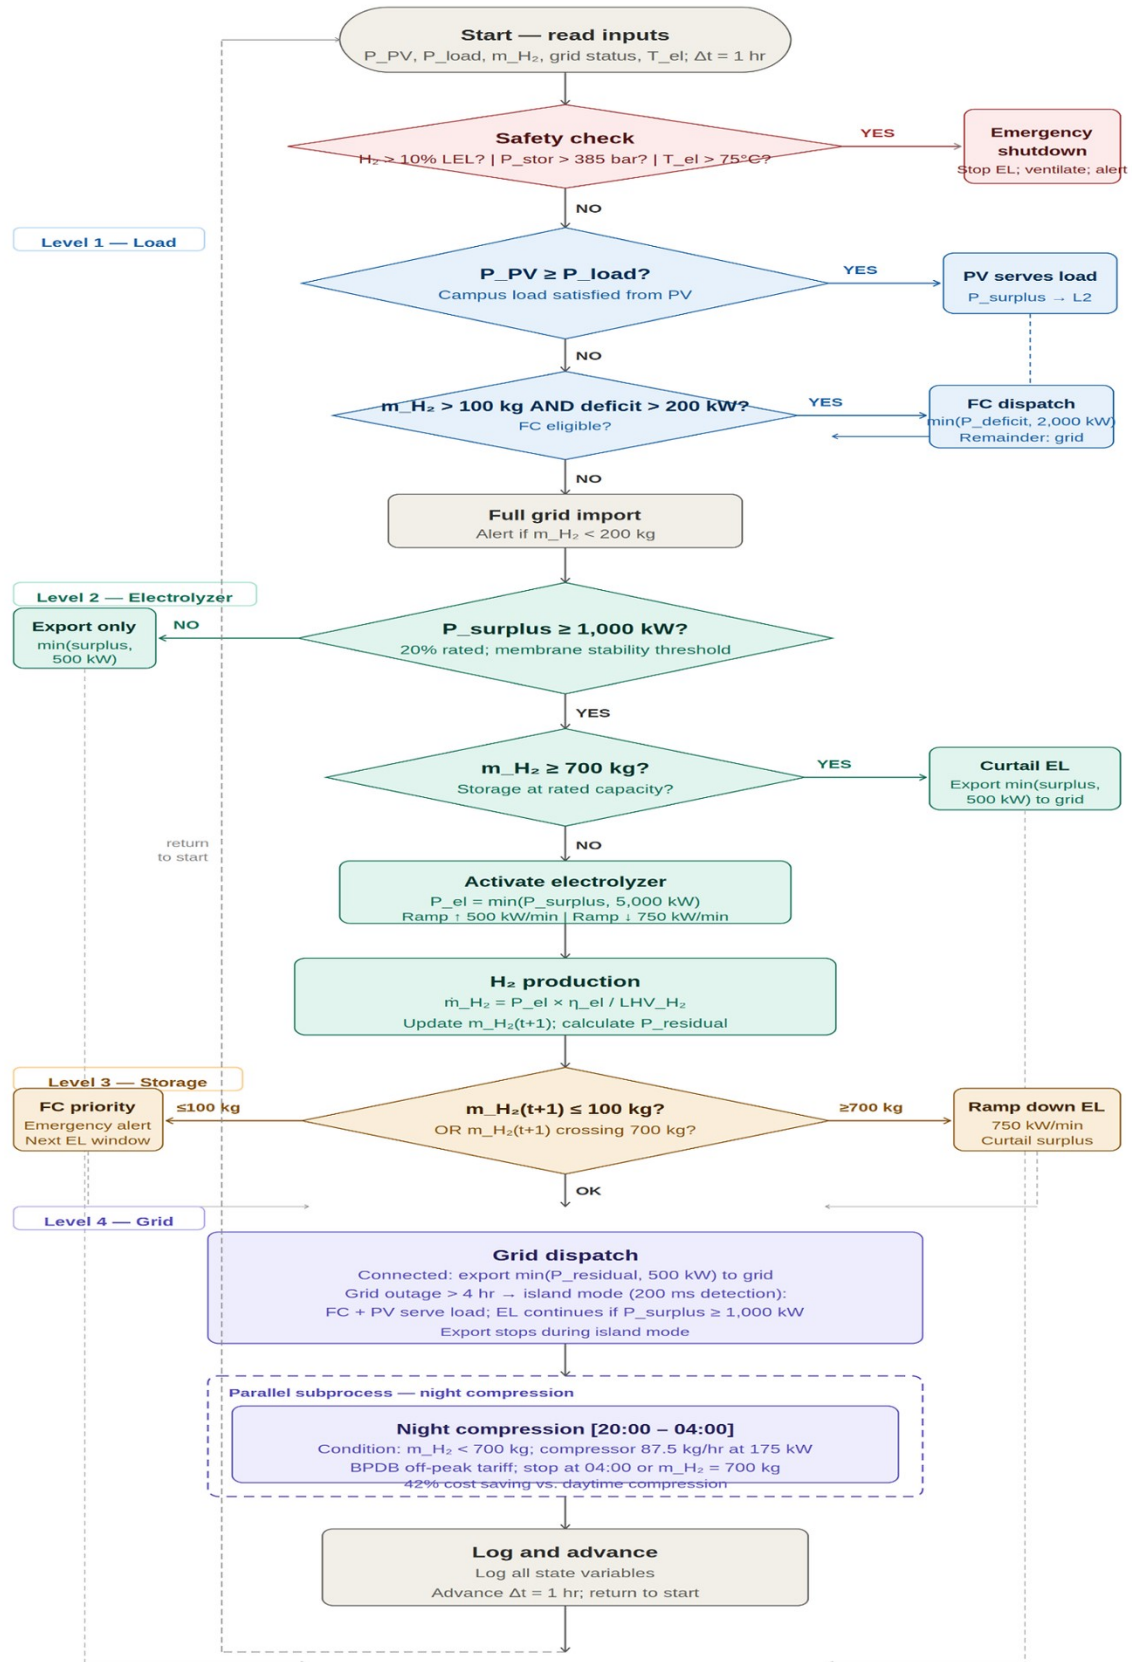 Start — read inputs
P_PV, P_load, m_H₂, grid status, T_el; Δt = 1 hr
Safety check
H₂ > 10% LEL? | P_stor > 385 bar? | T_el > 75°C?
YES
Emergency
shutdown
Stop EL; ventilate; alert
NO
Level 1 — Load
P_PV ≥ P_load?
Campus load satisfied from PV
YES
PV serves load
P_surplus → L2
NO
m_H₂ > 100 kg AND deficit > 200 kW?
FC eligible?
YES
FC dispatch
min(P_deficit, 2,000 kW)
Remainder: grid
NO
Full grid import
Alert if m_H₂ < 200 kg
Level 2 — Electrolyzer
Export only
min(surplus,
500 kW)
NO
P_surplus ≥ 1,000 kW?
20% rated; membrane stability threshold
YES
m_H₂ ≥ 700 kg?
Storage at rated capacity?
YES
Curtail EL
Export min(surplus,
500 kW) to grid
NO
return
to start
Activate electrolyzer
P_el = min(P_surplus, 5,000 kW)
Ramp ↑ 500 kW/min | Ramp ↓ 750 kW/min
H₂ production
ṁ_H₂ = P_el × η_el / LHV_H₂
Update m_H₂(t+1); calculate P_residual
Level 3 — Storage
FC priority
Emergency alert
Next EL window
≤100 kg
m_H₂(t+1) ≤ 100 kg?
OR m_H₂(t+1) crossing 700 kg?
≥700 kg
Ramp down EL
750 kW/min
Curtail surplus
OK
Level 4 — Grid
Grid dispatch
Connected: export min(P_residual, 500 kW) to grid
Grid outage > 4 hr → island mode (200 ms detection):
FC + PV serve load; EL continues if P_surplus ≥ 1,000 kW
Export stops during island mode
Parallel subprocess — night compression
Night compression [20:00 – 04:00]
Condition: m_H₂ < 700 kg; compressor 87.5 kg/hr at 175 kW
BPDB off-peak tariff; stop at 04:00 or m_H₂ = 700 kg
42% cost saving vs. daytime compression
Log and advance
Log all state variables
Advance Δt = 1 hr; return to start